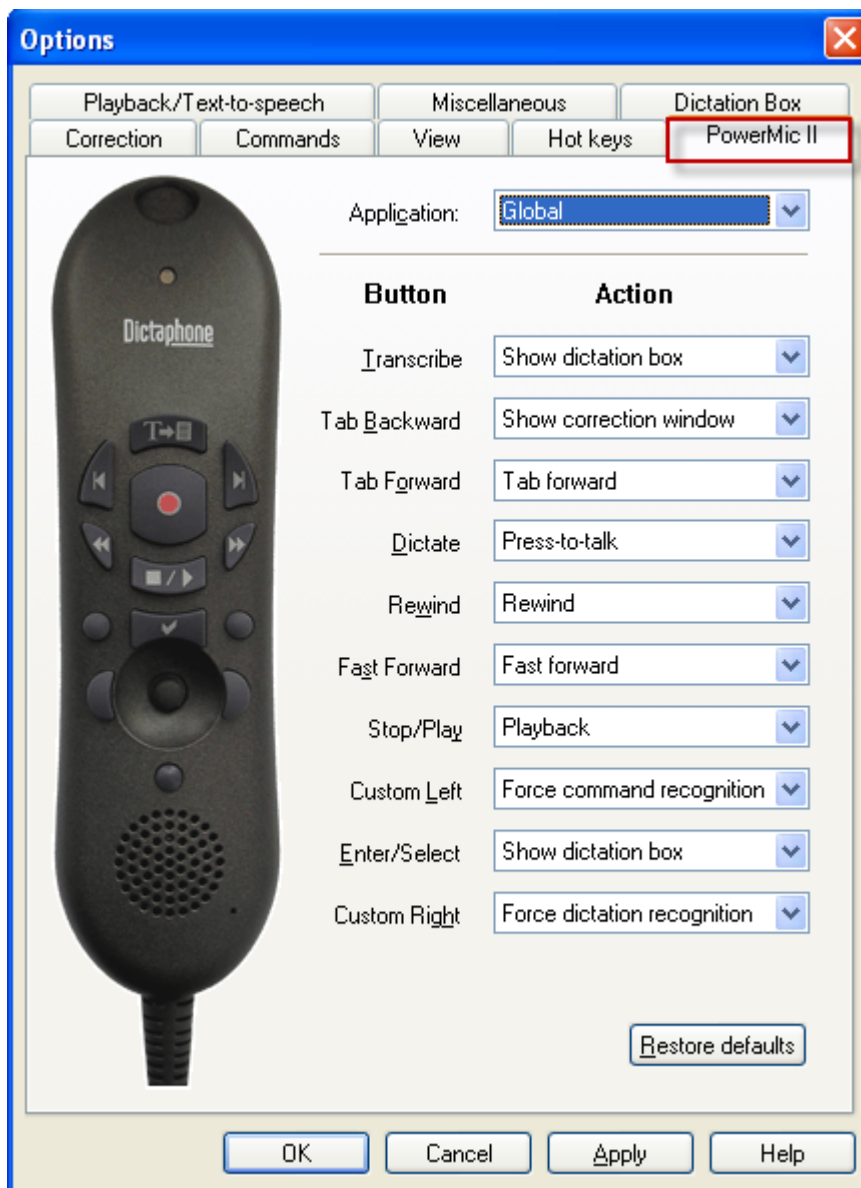 Options
Playback/Text-to-speech Miscellaneous Dictation Box
Correction Commands View Hot keys PowerMic II
Application: Global
Button Action
Dictaphone
Transcribe Show dictation box
Tab Backward Show correction window
Tab Forward Tab forward
Dictate Press-to-talk
Rewind Rewind
Fast Forward Fast forward
Stop/Play Playback
Custom Left Force command recognition
Enter/Select Show dictation box
Custom Right Force dictation recognition
Restore defaults
OK Cancel Apply Help